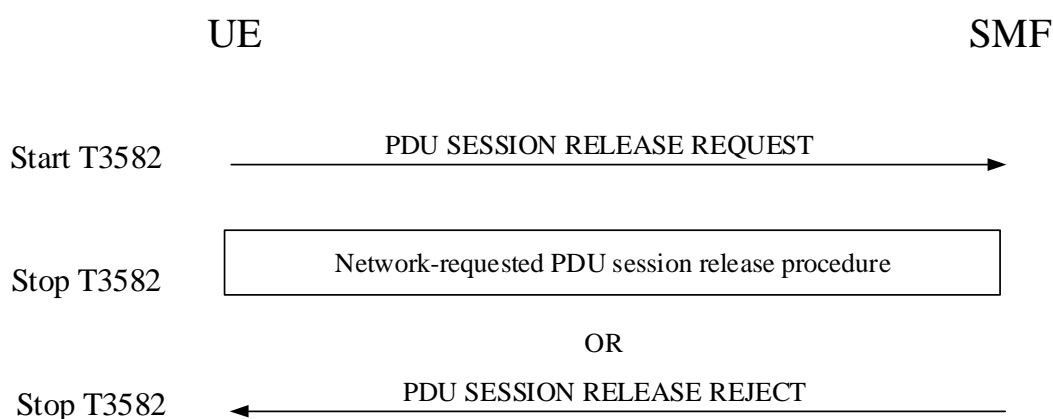 UE SMF
Start T3582 PDU SESSION RELEASE REQUEST
Stop T3582 Network-requested PDU session release procedure
OR
Stop T3582 PDU SESSION RELEASE REJECT